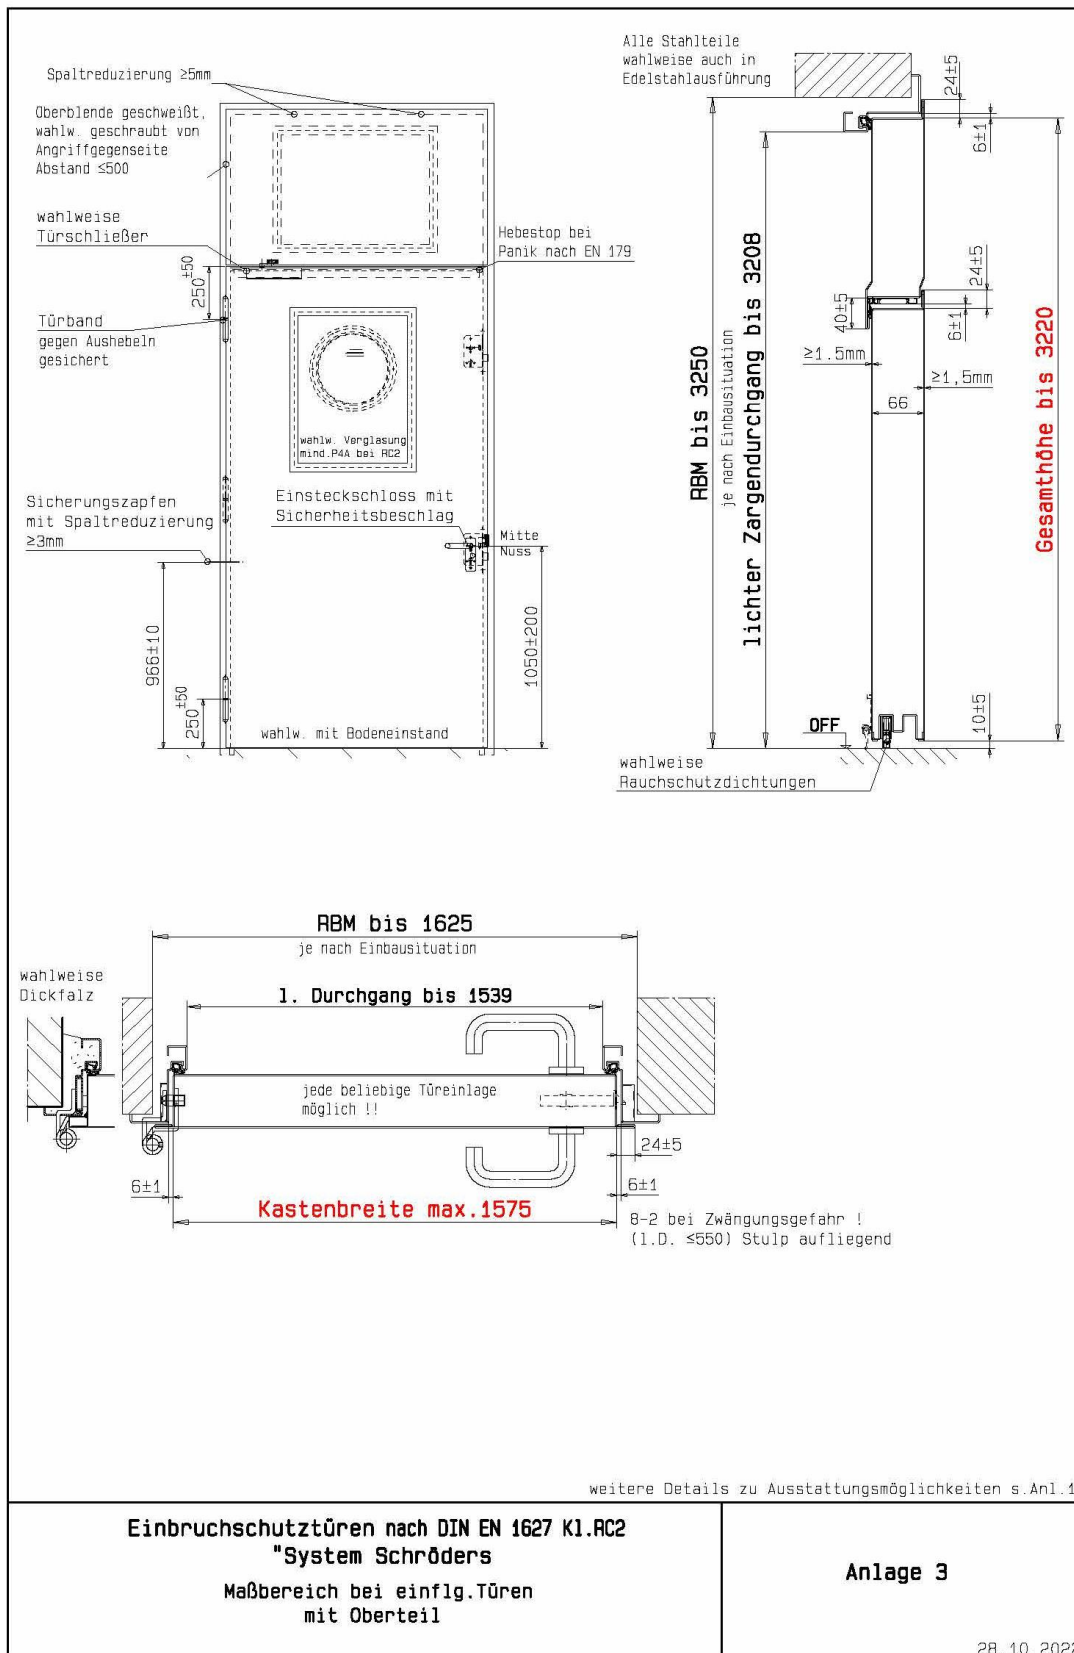 Spaltreduzierung ≥5mm
Oberblende geschweißt,
wahlw. geschraubt von
Angriffgegenseite
Abstand ≤500
wahlweise
Türschließer
250±50
Türband
gegen Aushebeln
gesichert
Hebestop bei
Panik nach EN 179
wahlw. Verglasung
mind.P4A bei RC2
Einsteckschloss mit
Sicherheitsbeschlag
Sicherungszapfen
mit Spaltreduzierung
≥3mm
Mitte
Nuss
966±10
1050±200
250±50
wahlw. mit Bodeneinstand
Alle Stahlteile
wahlweise auch in
Edelstahlausführung
24±5
6±1
RBM bis 3250
je nach Einbausituation
lichter Zargendurchgang bis 3208
Gesamthöhe bis 3220
24±5
40±5
6±1
≥1.5mm
≥1,5mm
66
10±5
OFF
wahlweise
Rauchschutzdichtungen
RBM bis 1625
je nach Einbausituation
wahlweise
Dickfalz
l. Durchgang bis 1539
jede beliebige Türeinlage
möglich !!
24±5
6±1
6±1
Kastenbreite max.1575
8-2 bei Zwängungsgefahr !
(l.D. ≤550) Stulp aufliegend
weitere Details zu Ausstattungsmöglichkeiten s.Anl.1
Einbruchschutztüren nach DIN EN 1627 Kl.RC2
"System Schröders
Maßbereich bei einflg.Türen
mit Oberteil
Anlage 3
28.10.2022